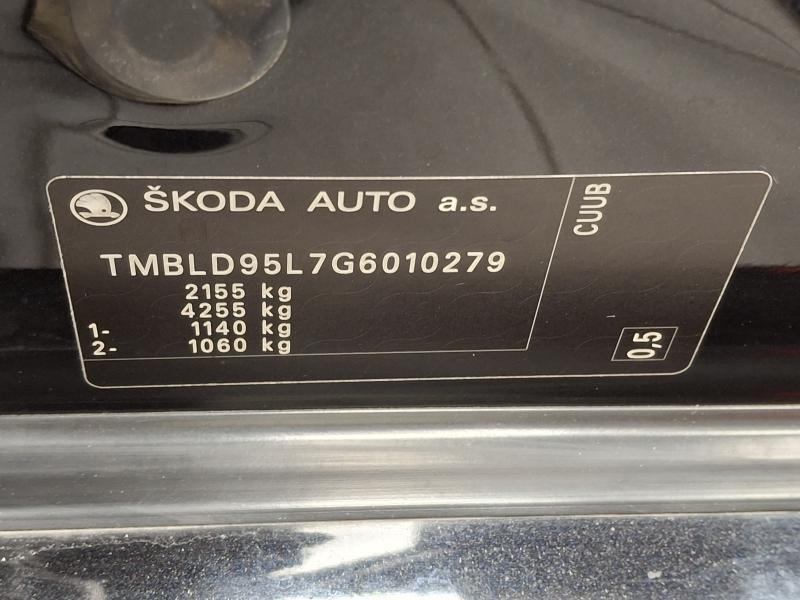 ŠKODA AUTO a.s.
TMBLD95L7G6010279
2155 kg
4255 kg
1- 1140 kg
2- 1060 kg
CUUB
0,5